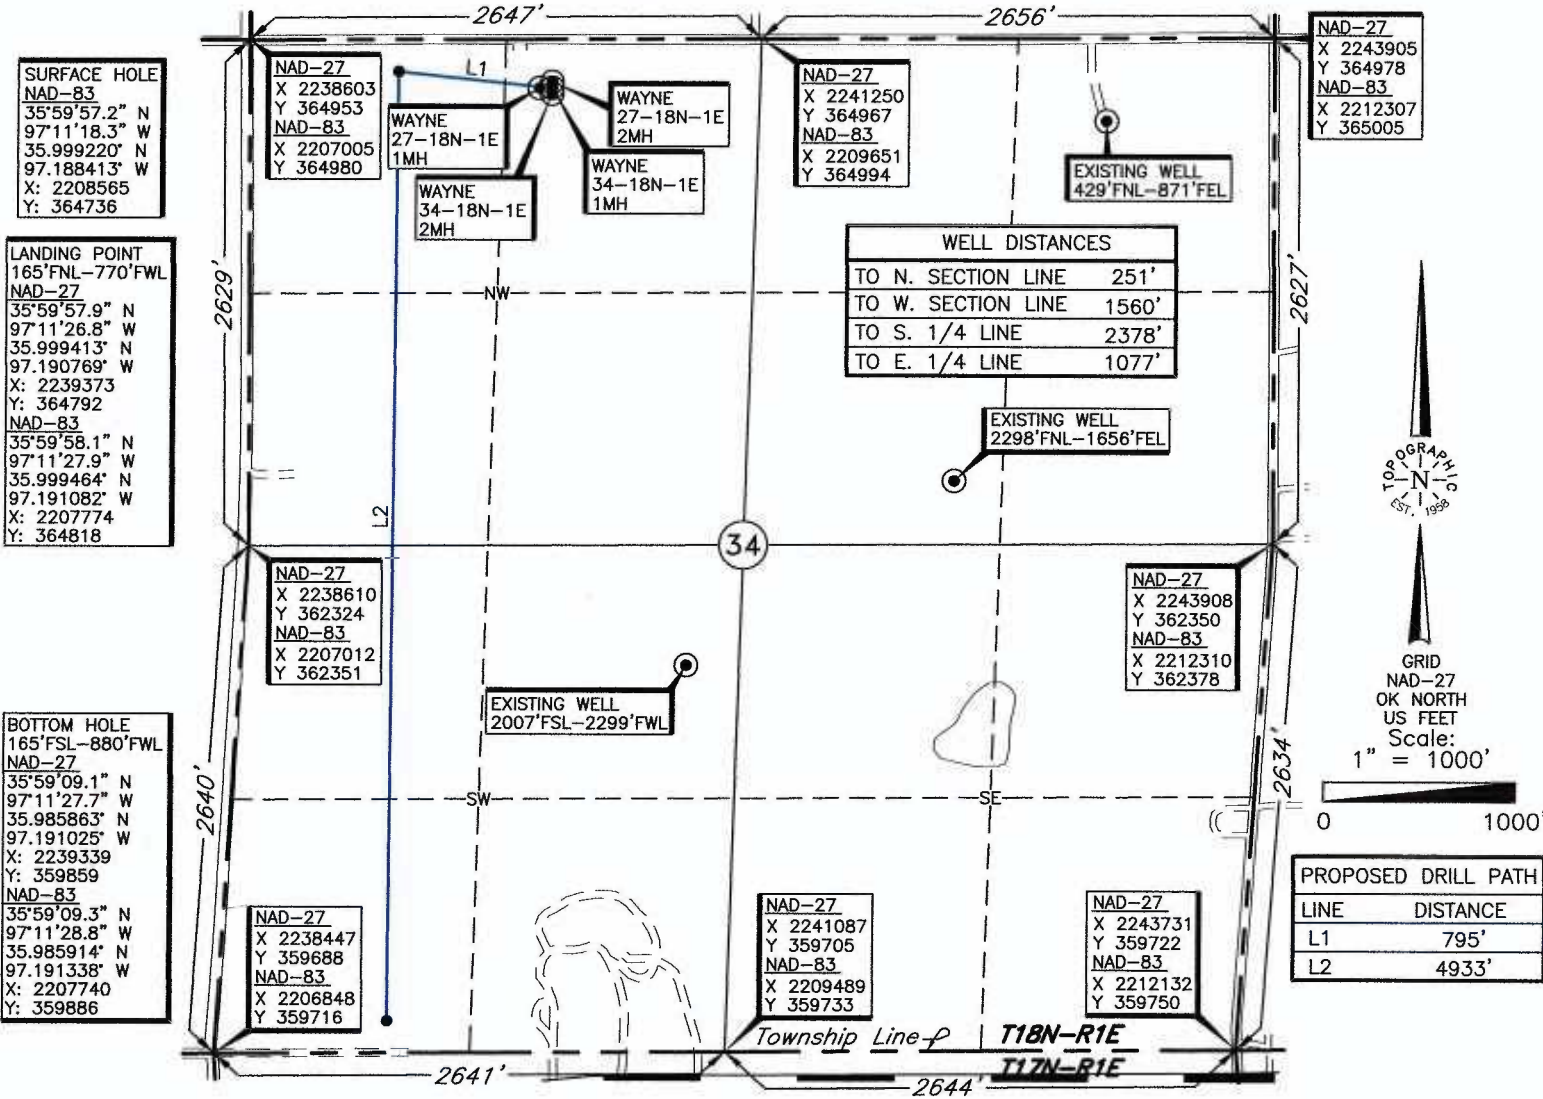 2647'
2656'
SURFACE HOLE
NAD-83
35°59'57.2" N
97°11'18.3" W
35.999220° N
97.188413° W
X: 2208565
Y: 364736
LANDING POINT
165'FNL-770'FWL
NAD-27
35°59'57.9" N
97°11'26.8" W
35.999413° N
97.190769° W
X: 2239373
Y: 364792
NAD-83
35°59'58.1" N
97°11'27.9" W
35.999464° N
97.191082° W
X: 2207774
Y: 364818
BOTTOM HOLE
165'FSL-880'FWL
NAD-27
35°59'09.1" N
97°11'27.7" W
35.985863° N
97.191025° W
X: 2239339
Y: 359859
NAD-83
35°59'09.3" N
97°11'28.8" W
35.985914° N
97.191338° W
X: 2207740
Y: 359886
NAD-27
X 2238603
Y 364953
NAD-83
X 2207005
Y 364980
L1
WAYNE
27-18N-1E
1MH
WAYNE
34-18N-1E
2MH
WAYNE
27-18N-1E
2MH
WAYNE
34-18N-1E
1MH
NAD-27
X 2241250
Y 364967
NAD-83
X 2209651
Y 364994
EXISTING WELL
429'FNL-871'FEL
NAD-27
X 2243905
Y 364978
NAD-83
X 2212307
Y 365005
WELL DISTANCES
TO N. SECTION LINE 251'
TO W. SECTION LINE 1560'
TO S. 1/4 LINE 2378'
TO E. 1/4 LINE 1077'
2629'
NW
2627'
EXISTING WELL
2298'FNL-1656'FEL
L2
34
TOPOGRAPHIC
N
EST. 1958
NAD-27
X 2238610
Y 362324
NAD-83
X 2207012
Y 362351
NAD-27
X 2243908
Y 362350
NAD-83
X 2212310
Y 362378
EXISTING WELL
2007'FSL-2299'FWL
GRID
NAD-27
OK NORTH
US FEET
Scale:
1" = 1000'
0 1000'
2640'
SW
SE
2634'
PROPOSED DRILL PATH
LINE DISTANCE
L1 795'
L2 4933'
NAD-27
X 2238447
Y 359688
NAD-83
X 2206848
Y 359716
NAD-27
X 2241087
Y 359705
NAD-83
X 2209489
Y 359733
NAD-27
X 2243731
Y 359722
NAD-83
X 2212132
Y 359750
Township Line
T18N-R1E
T17N-R1E
2641'
2644'